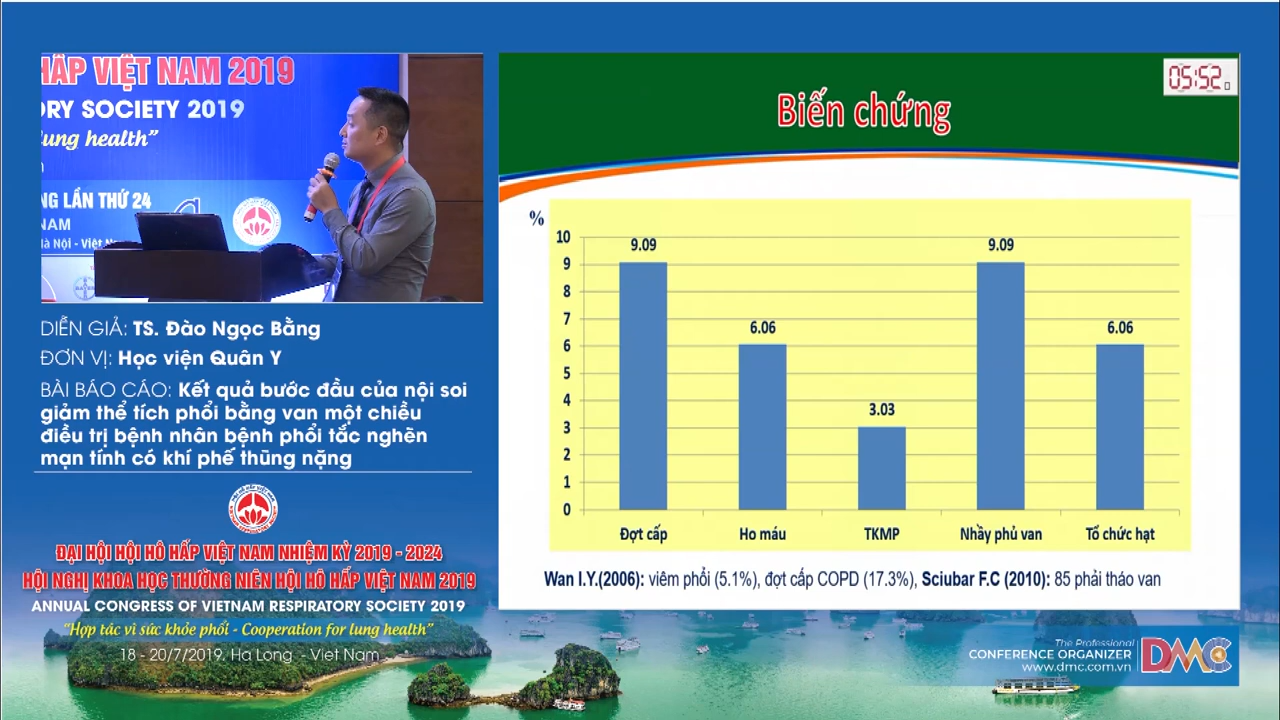 HẤP VIỆT NAM 2019
ORY SOCIETY 2019
lung health”
NG LẦN THỨ 24
NAM
Hà Nội - Việt
DIỄN GIẢ: TS. Đào Ngọc Bằng
ĐƠN VỊ: Học viện Quân Y
BÀI BÁO CÁO: Kết quả bước đầu của nội soi
giảm thể tích phổi bằng van một chiều
điều trị bệnh nhân bệnh phổi tắc nghẽn
mạn tính có khí phế thũng nặng
ĐẠI HỘI HỘI HÔ HẤP VIỆT NAM NHIỆM KỲ 2019 - 2024
HỘI NGHỊ KHOA HỌC THƯỜNG NIÊN HỘI HÔ HẤP VIỆT NAM 2019
ANNUAL CONGRESS OF VIETNAM RESPIRATORY SOCIETY 2019
“Hợp tác vì sức khỏe phổi - Cooperation for lung health”
18 - 20/7/2019, Ha Long - Viet Nam
05:52
Biến chứng
%
10
9
8
7
6
5
4
3
2
1
0
9.09
6.06
3.03
9.09
6.06
Đợt cấp
Ho máu
TKMP
Nhầy phủ van
Tổ chức hạt
Wan I.Y.(2006): viêm phổi (5.1%), đợt cấp COPD (17.3%), Sciubar F.C (2010): 85 phải tháo van
The Professional
CONFERENCE ORGANIZER
www.dmc.com.vn
DMC